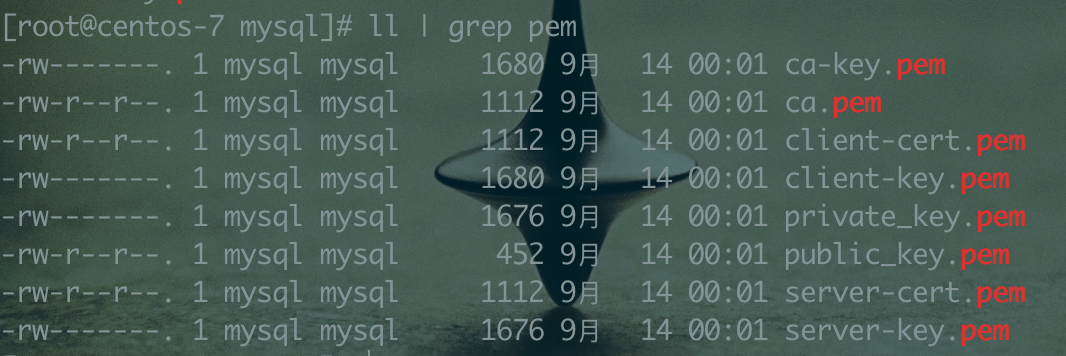 [root@centos-7 mysql]# ll | grep pem
-rw-------. 1 mysql mysql     1680 9月   14 00:01 ca-key.pem
-rw-r--r--. 1 mysql mysql     1112 9月   14 00:01 ca.pem
-rw-r--r--. 1 mysql mysql     1112 9月   14 00:01 client-cert.pem
-rw-------. 1 mysql mysql     1680 9月   14 00:01 client-key.pem
-rw-------. 1 mysql mysql     1676 9月   14 00:01 private_key.pem
-rw-r--r--. 1 mysql mysql      452 9月   14 00:01 public_key.pem
-rw-r--r--. 1 mysql mysql     1112 9月   14 00:01 server-cert.pem
-rw-------. 1 mysql mysql     1676 9月   14 00:01 server-key.pem